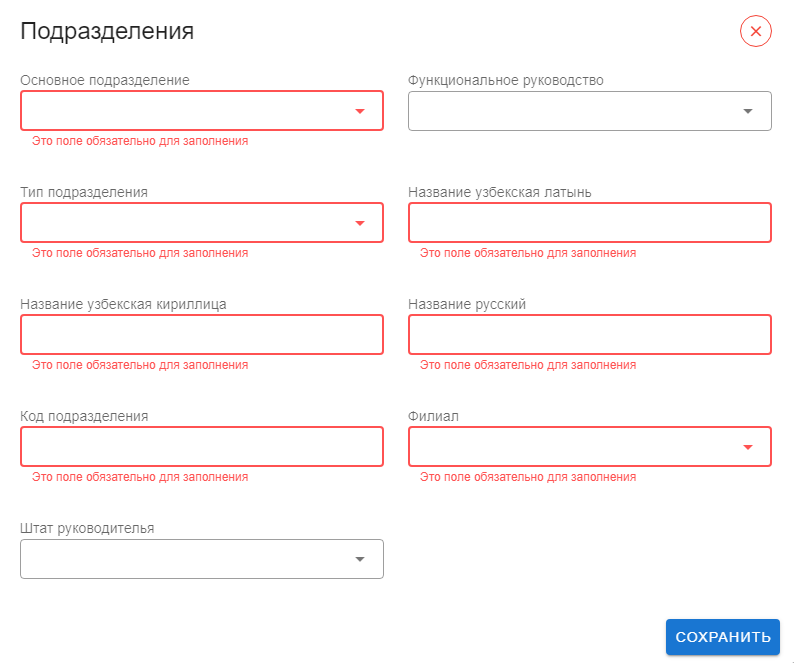 Подразделения
Основное подразделение
Функциональное руководство
Это поле обязательно для заполнения
Тип подразделения
Название узбекская латынь
Это поле обязательно для заполнения
Это поле обязательно для заполнения
Название узбекская кириллица
Название русский
Это поле обязательно для заполнения
Это поле обязательно для заполнения
Код подразделения
Филиал
Это поле обязательно для заполнения
Это поле обязательно для заполнения
Штат руководителья
СОХРАНИТЬ